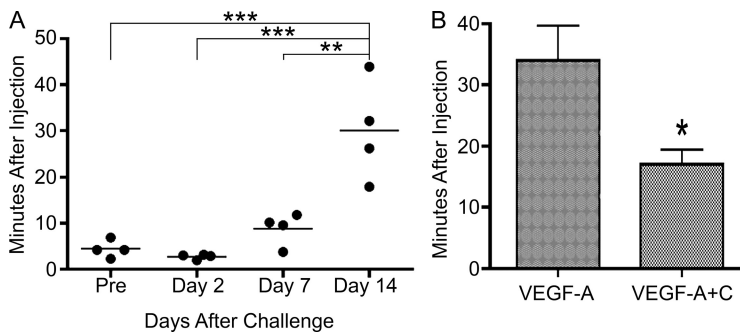 A
***
***
**
50
40
30
20
10
0
Minutes After Injection
Pre Day 2 Day 7 Day 14
Days After Challenge
B
40
30
20
10
0
Minutes After Injection
*
VEGF-A VEGF-A+C